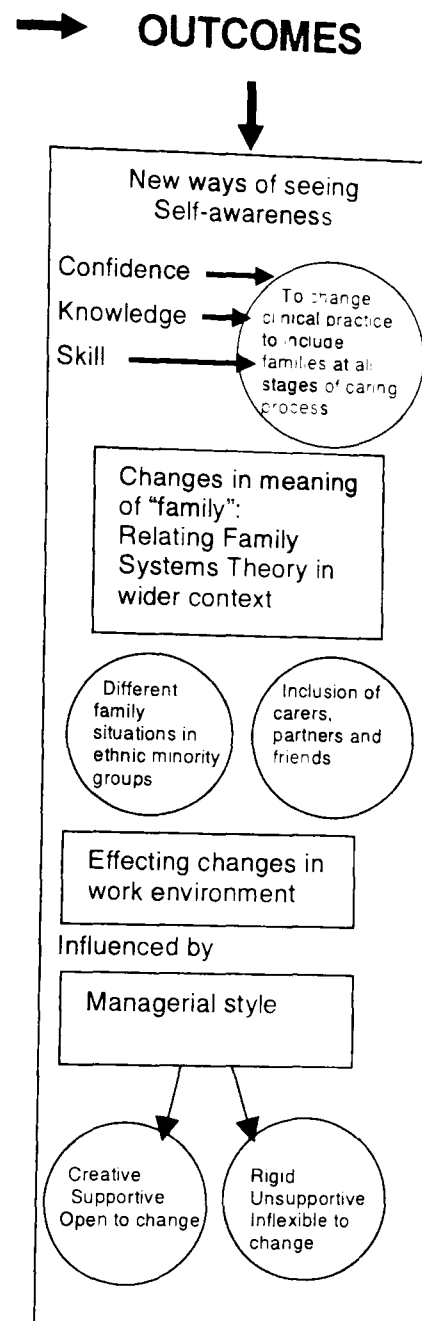 OUTCOMES
New ways of seeing
Self-awareness
Confidence
Knowledge
Skill
To change
clinical practice
to include
families at all
stages of caring
process
Changes in meaning
of "family":
Relating Family
Systems Theory in
wider context
Different
family
situations in
ethnic minority
groups
Inclusion of
carers,
partners and
friends
Effecting changes in
work environment
Influenced by
Managerial style
Creative
Supportive
Open to change
Rigid
Unsupportive
Inflexible to
change